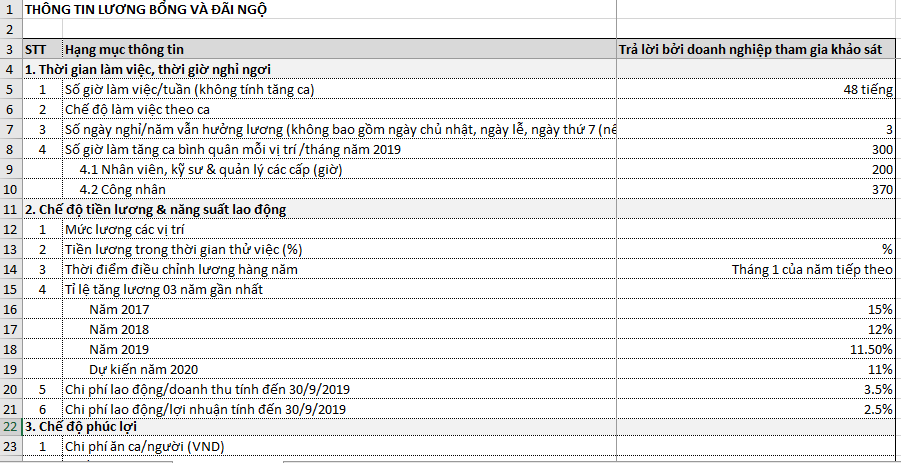 1 THÔNG TIN LƯƠNG BỔNG VÀ ĐÃI NGỘ
2
3 STT Hạng mục thông tin Trả lời bởi doanh nghiệp tham gia khảo sát
4 1. Thời gian làm việc, thời giờ nghỉ ngơi
5 1 Số giờ làm việc/tuần (không tính tăng ca) 48 tiếng
6 2 Chế độ làm việc theo ca
7 3 Số ngày nghỉ/năm vẫn hưởng lương (không bao gồm ngày chủ nhật, ngày lễ, ngày thứ 7 (nế 3
8 4 Số giờ làm tăng ca bình quân mỗi vị trí /tháng năm 2019 300
9 4.1 Nhân viên, kỹ sư & quản lý các cấp (giờ) 200
10 4.2 Công nhân 370
11 2. Chế độ tiền lương & năng suất lao động
12 1 Mức lương các vị trí
13 2 Tiền lương trong thời gian thử việc (%) %
14 3 Thời điểm điều chỉnh lương hàng năm Tháng 1 của năm tiếp theo
15 4 Tỉ lệ tăng lương 03 năm gần nhất
16 Năm 2017 15%
17 Năm 2018 12%
18 Năm 2019 11.50%
19 Dự kiến năm 2020 11%
20 5 Chi phí lao động/doanh thu tính đến 30/9/2019 3.5%
21 6 Chi phí lao động/lợi nhuận tính đến 30/9/2019 2.5%
22 3. Chế độ phúc lợi
23 1 Chi phí ăn ca/người (VND)